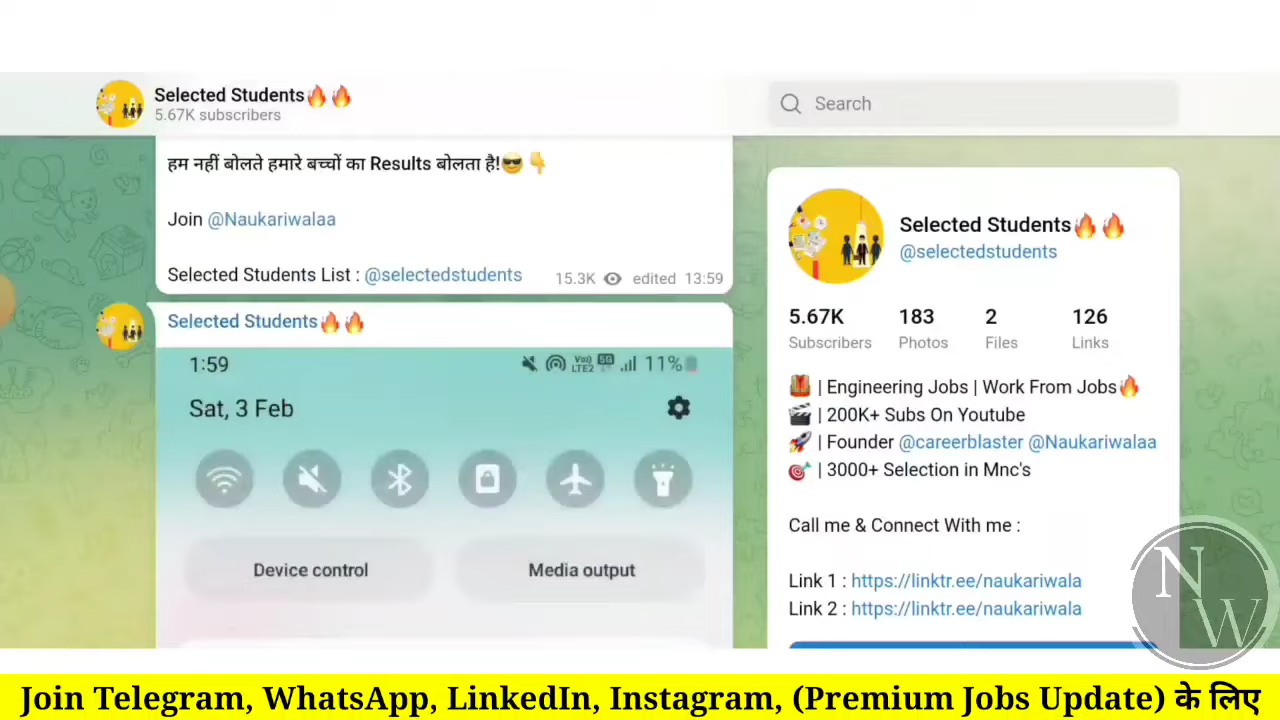 Selected Students🔥🔥
5.67K subscribers
Search
हम नहीं बोलते हमारे बच्चों का Results बोलता है!😎👇
Join @Naukariwalaa
Selected Students List : @selectedstudents
15.3K edited 13:59
Selected Students🔥🔥
1:59
Vo) LTE2 5G 11%
Sat, 3 Feb
Device control
Media output
Selected Students🔥🔥
@selectedstudents
5.67K 183 2 126
Subscribers Photos Files Links
🦺 | Engineering Jobs | Work From Jobs🔥
🎬 | 200K+ Subs On Youtube
🚀 | Founder @careerblaster @Naukariwalaa
🎯 | 3000+ Selection in Mnc's
Call me & Connect With me :
Link 1 : https://linktr.ee/naukariwala
Link 2 : https://linktr.ee/naukariwala
NW
Join Telegram, WhatsApp, LinkedIn, Instagram, (Premium Jobs Update) के लिए